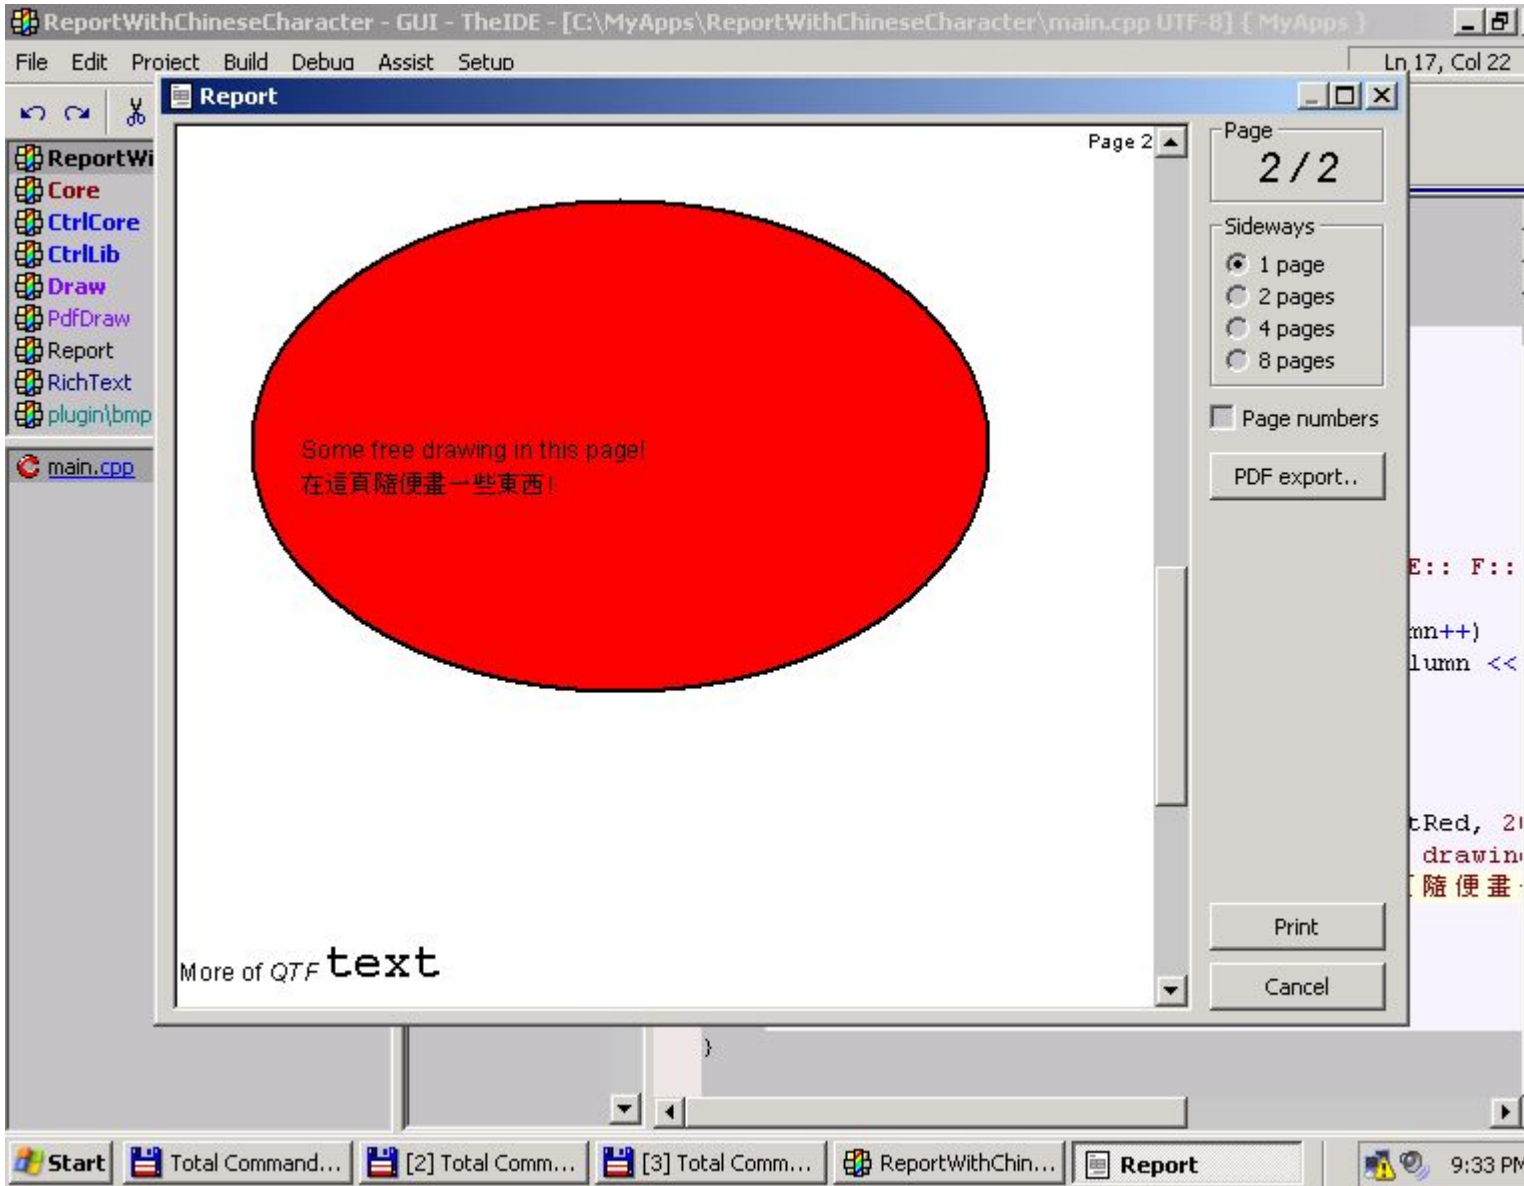 ReportWithChineseCharacter - GUI - TheIDE - [C:\MyApps\ReportWithChineseCharacter\main.cpp UTF-8] { MyApps }
File Edit Project Build Debug Assist Setup
Ln 17, Col 22
ReportWi
Core
CtrlCore
CtrlLib
Draw
PdfDraw
Report
RichText
plugin\bmp
main.cpp
Report
Page 2
Some free drawing in this page!
在這頁隨便畫一些東西!
More of QTF text
Page
2/2
Sideways
1 page
2 pages
4 pages
8 pages
Page numbers
PDF export..
Print
Cancel
E:: F::
mn++)
lumn <<
tRed, 2
drawin
隨便畫
}
Start
Total Command...
[2] Total Comm...
[3] Total Comm...
ReportWithChin...
Report
9:33 PM